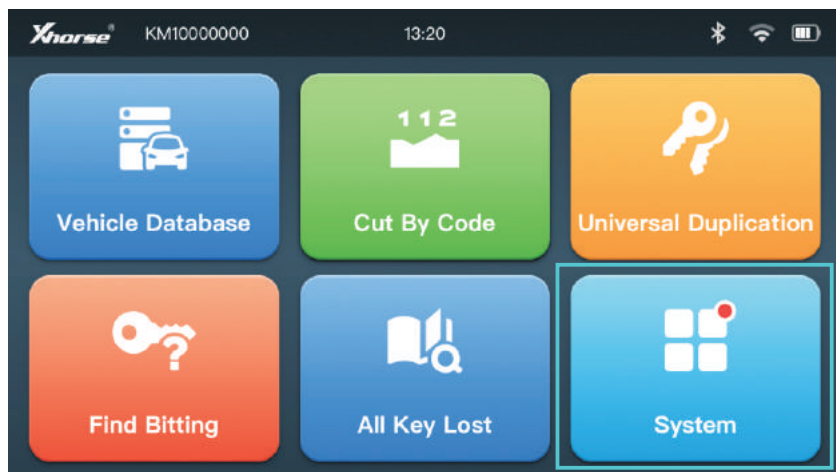 Xhorse® KM10000000 13:20
Vehicle Database
112
Cut By Code
Universal Duplication
Find Bitting
All Key Lost
System